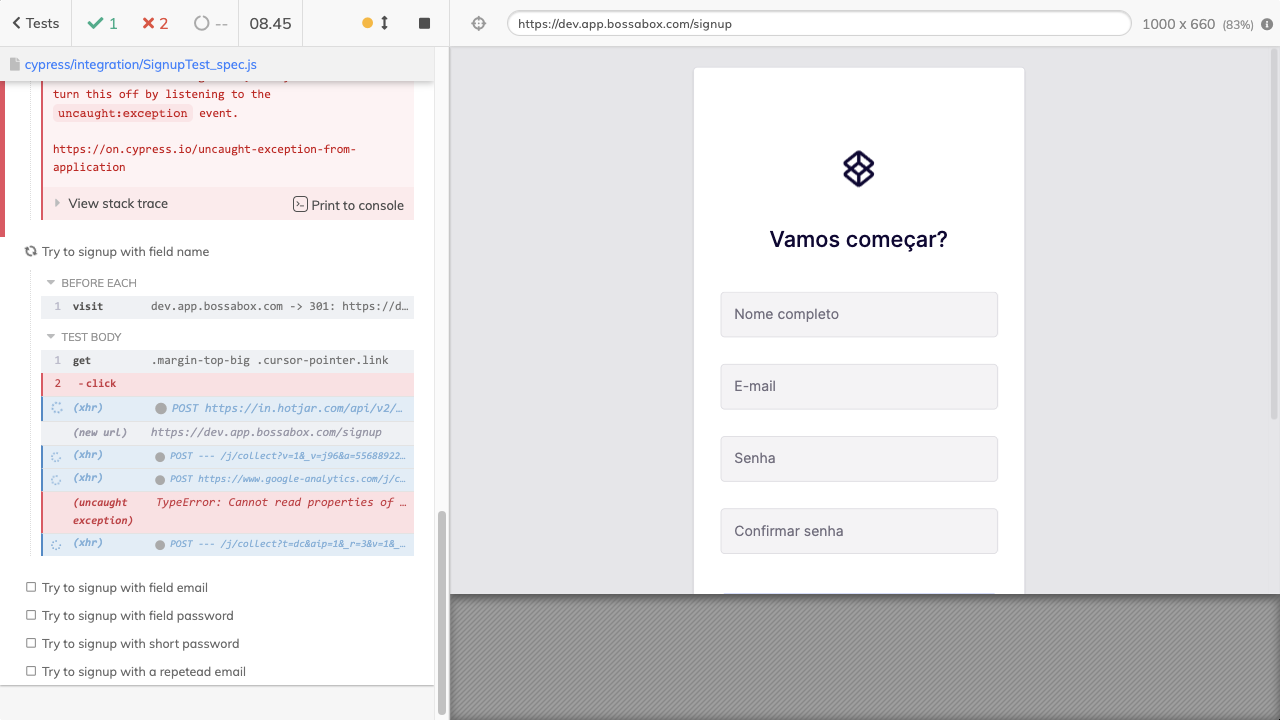 Tests
1
2
--
08.45
https://dev.app.bossabox.com/signup
1000 x 660 (83%)
cypress/integration/SignupTest_spec.js
turn this off by listening to the
uncaught:exception event.
https://on.cypress.io/uncaught-exception-from-
application
View stack trace
Print to console
Try to signup with field name
BEFORE EACH
1 visit dev.app.bossabox.com -> 301: https://d…
TEST BODY
1 get .margin-top-big .cursor-pointer.link
2 - click
(xhr) POST https://in.hotjar.com/api/v2/…
(new url) https://dev.app.bossabox.com/signup
(xhr) POST --- /j/collect?v=1&_v=j96&a=55688922…
(xhr) POST https://www.google-analytics.com/j/c…
(uncaught TypeError: Cannot read properties of …
exception)
(xhr) POST --- /j/collect?t=dc&aip=1&_r=3&v=1&_…
Try to signup with field email
Try to signup with field password
Try to signup with short password
Try to signup with a repetead email
Vamos começar?
Nome completo
E-mail
Senha
Confirmar senha